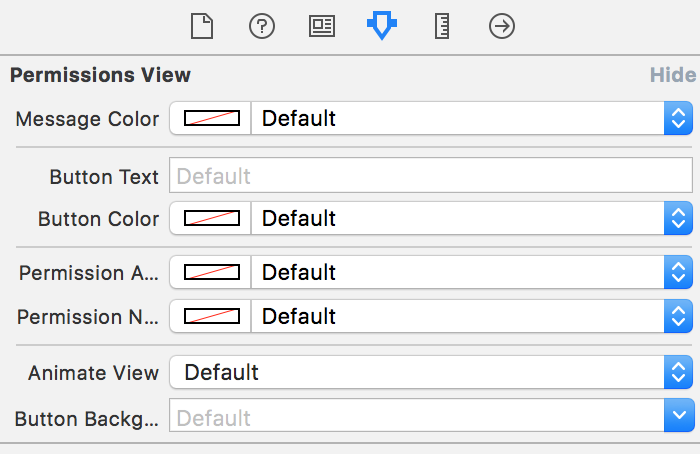 Permissions View Hide
Message Color Default
Button Text Default
Button Color Default
Permission A... Default
Permission N... Default
Animate View Default
Button Backg... Default